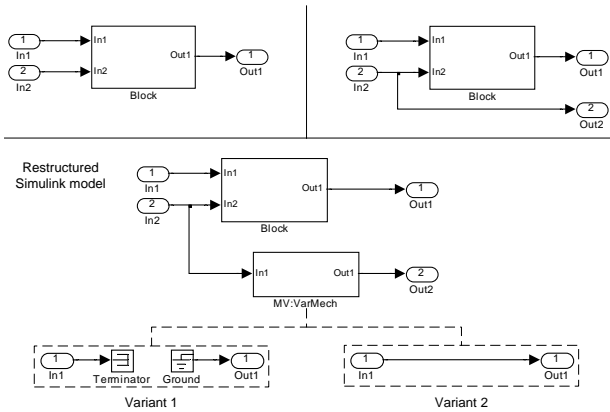 1
In1
2
In2
In1
In2
Out1
Block
1
Out1
1
In1
2
In2
In1
In2
Out1
Block
1
Out1
2
Out2
Restructured
Simulink model
1
In1
2
In2
In1
In2
Out1
Block
1
Out1
In1
Out1
MV:VarMech
2
Out2
1
In1
Terminator
Ground
1
Out1
Variant 1
1
In1
1
Out1
Variant 2